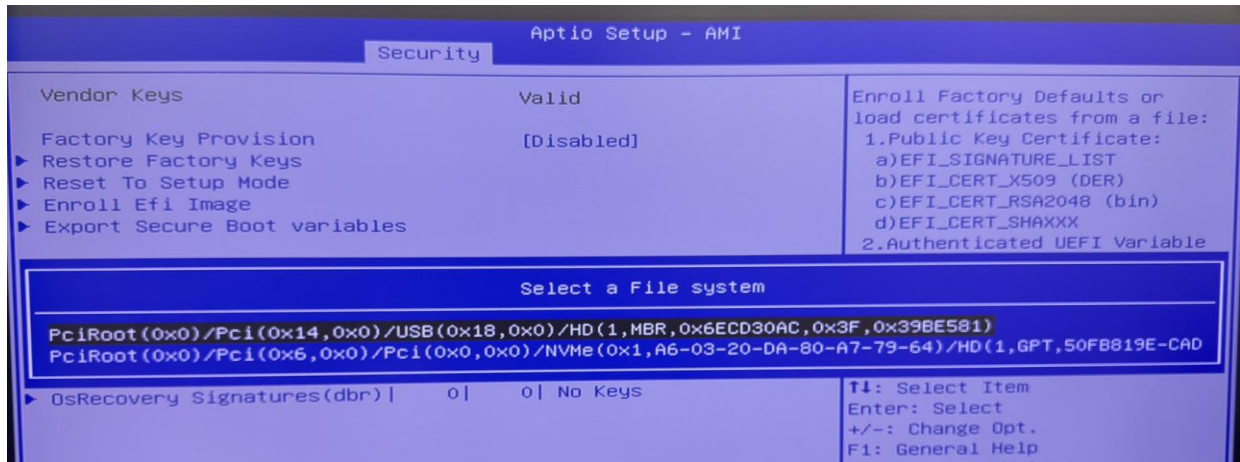 Aptio Setup - AMI
Security
Vendor Keys Valid
Factory Key Provision [Disabled]
► Restore Factory Keys
► Reset To Setup Mode
► Enroll Efi Image
► Export Secure Boot variables
Enroll Factory Defaults or
load certificates from a file:
1.Public Key Certificate:
a)EFI_SIGNATURE_LIST
b)EFI_CERT_X509 (DER)
c)EFI_CERT_RSA2048 (bin)
d)EFI_CERT_SHAXXX
2.Authenticated UEFI Variable
Select a File system
PciRoot(0x0)/Pci(0x14,0x0)/USB(0x18,0x0)/HD(1,MBR,0x6ECD30AC,0x3F,0x39BE581)
PciRoot(0x0)/Pci(0x6,0x0)/Pci(0x0,0x0)/NVMe(0x1,A6-03-20-DA-80-A7-79-64)/HD(1,GPT,50FB819E-CAD
► OsRecovery Signatures(dbr)| 0| 0| No Keys
↑↓: Select Item
Enter: Select
+/-: Change Opt.
F1: General Help